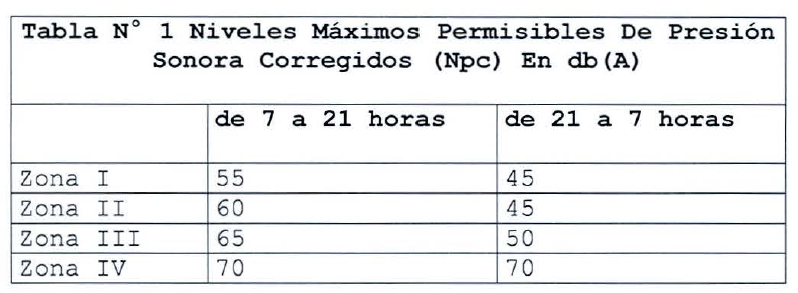 Tabla N° 1 Niveles Máximos Permisibles De Presión
Sonora Corregidos (Npc) En db(A)
de 7 a 21 horas de 21 a 7 horas
Zona I 55 45
Zona II 60 45
Zona III 65 50
Zona IV 70 70